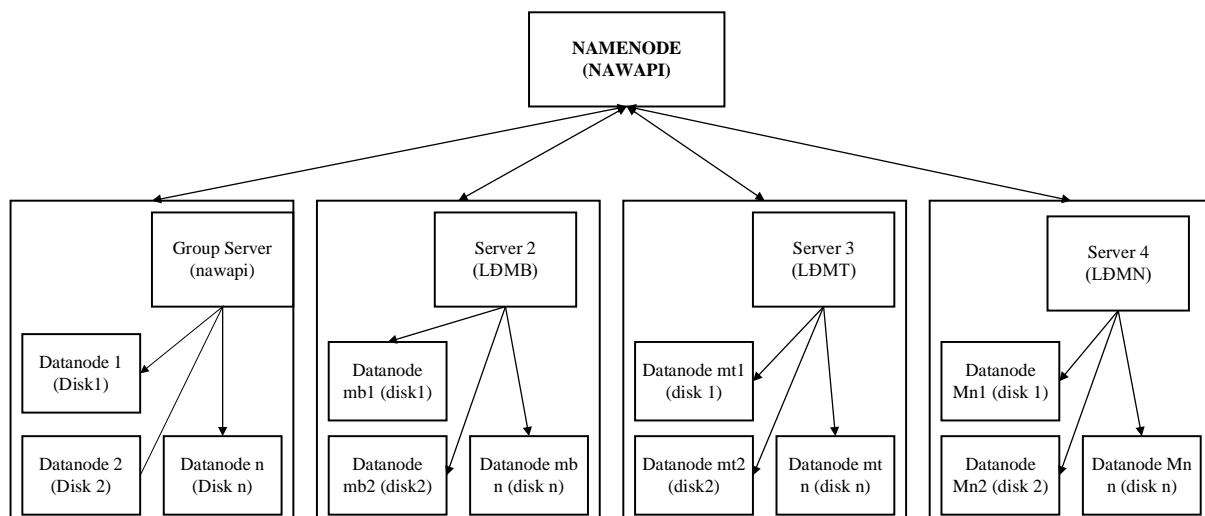 NAMENODE
(NAWAPI)
Group Server
(nawapi)
Datanode 1
(Disk1)
Datanode 2
(Disk 2)
Datanode n
(Disk n)
Server 2
(LĐMB)
Datanode
mb1 (disk1)
Datanode
mb2 (disk2)
Datanode mb
n (disk n)
Server 3
(LĐMT)
Datanode mt1
(disk 1)
Datanode mt2
(disk2)
Datanode mt
n (disk n)
Server 4
(LĐMN)
Datanode
Mn1 (disk 1)
Datanode
Mn2 (disk 2)
Datanode Mn
n (disk n)